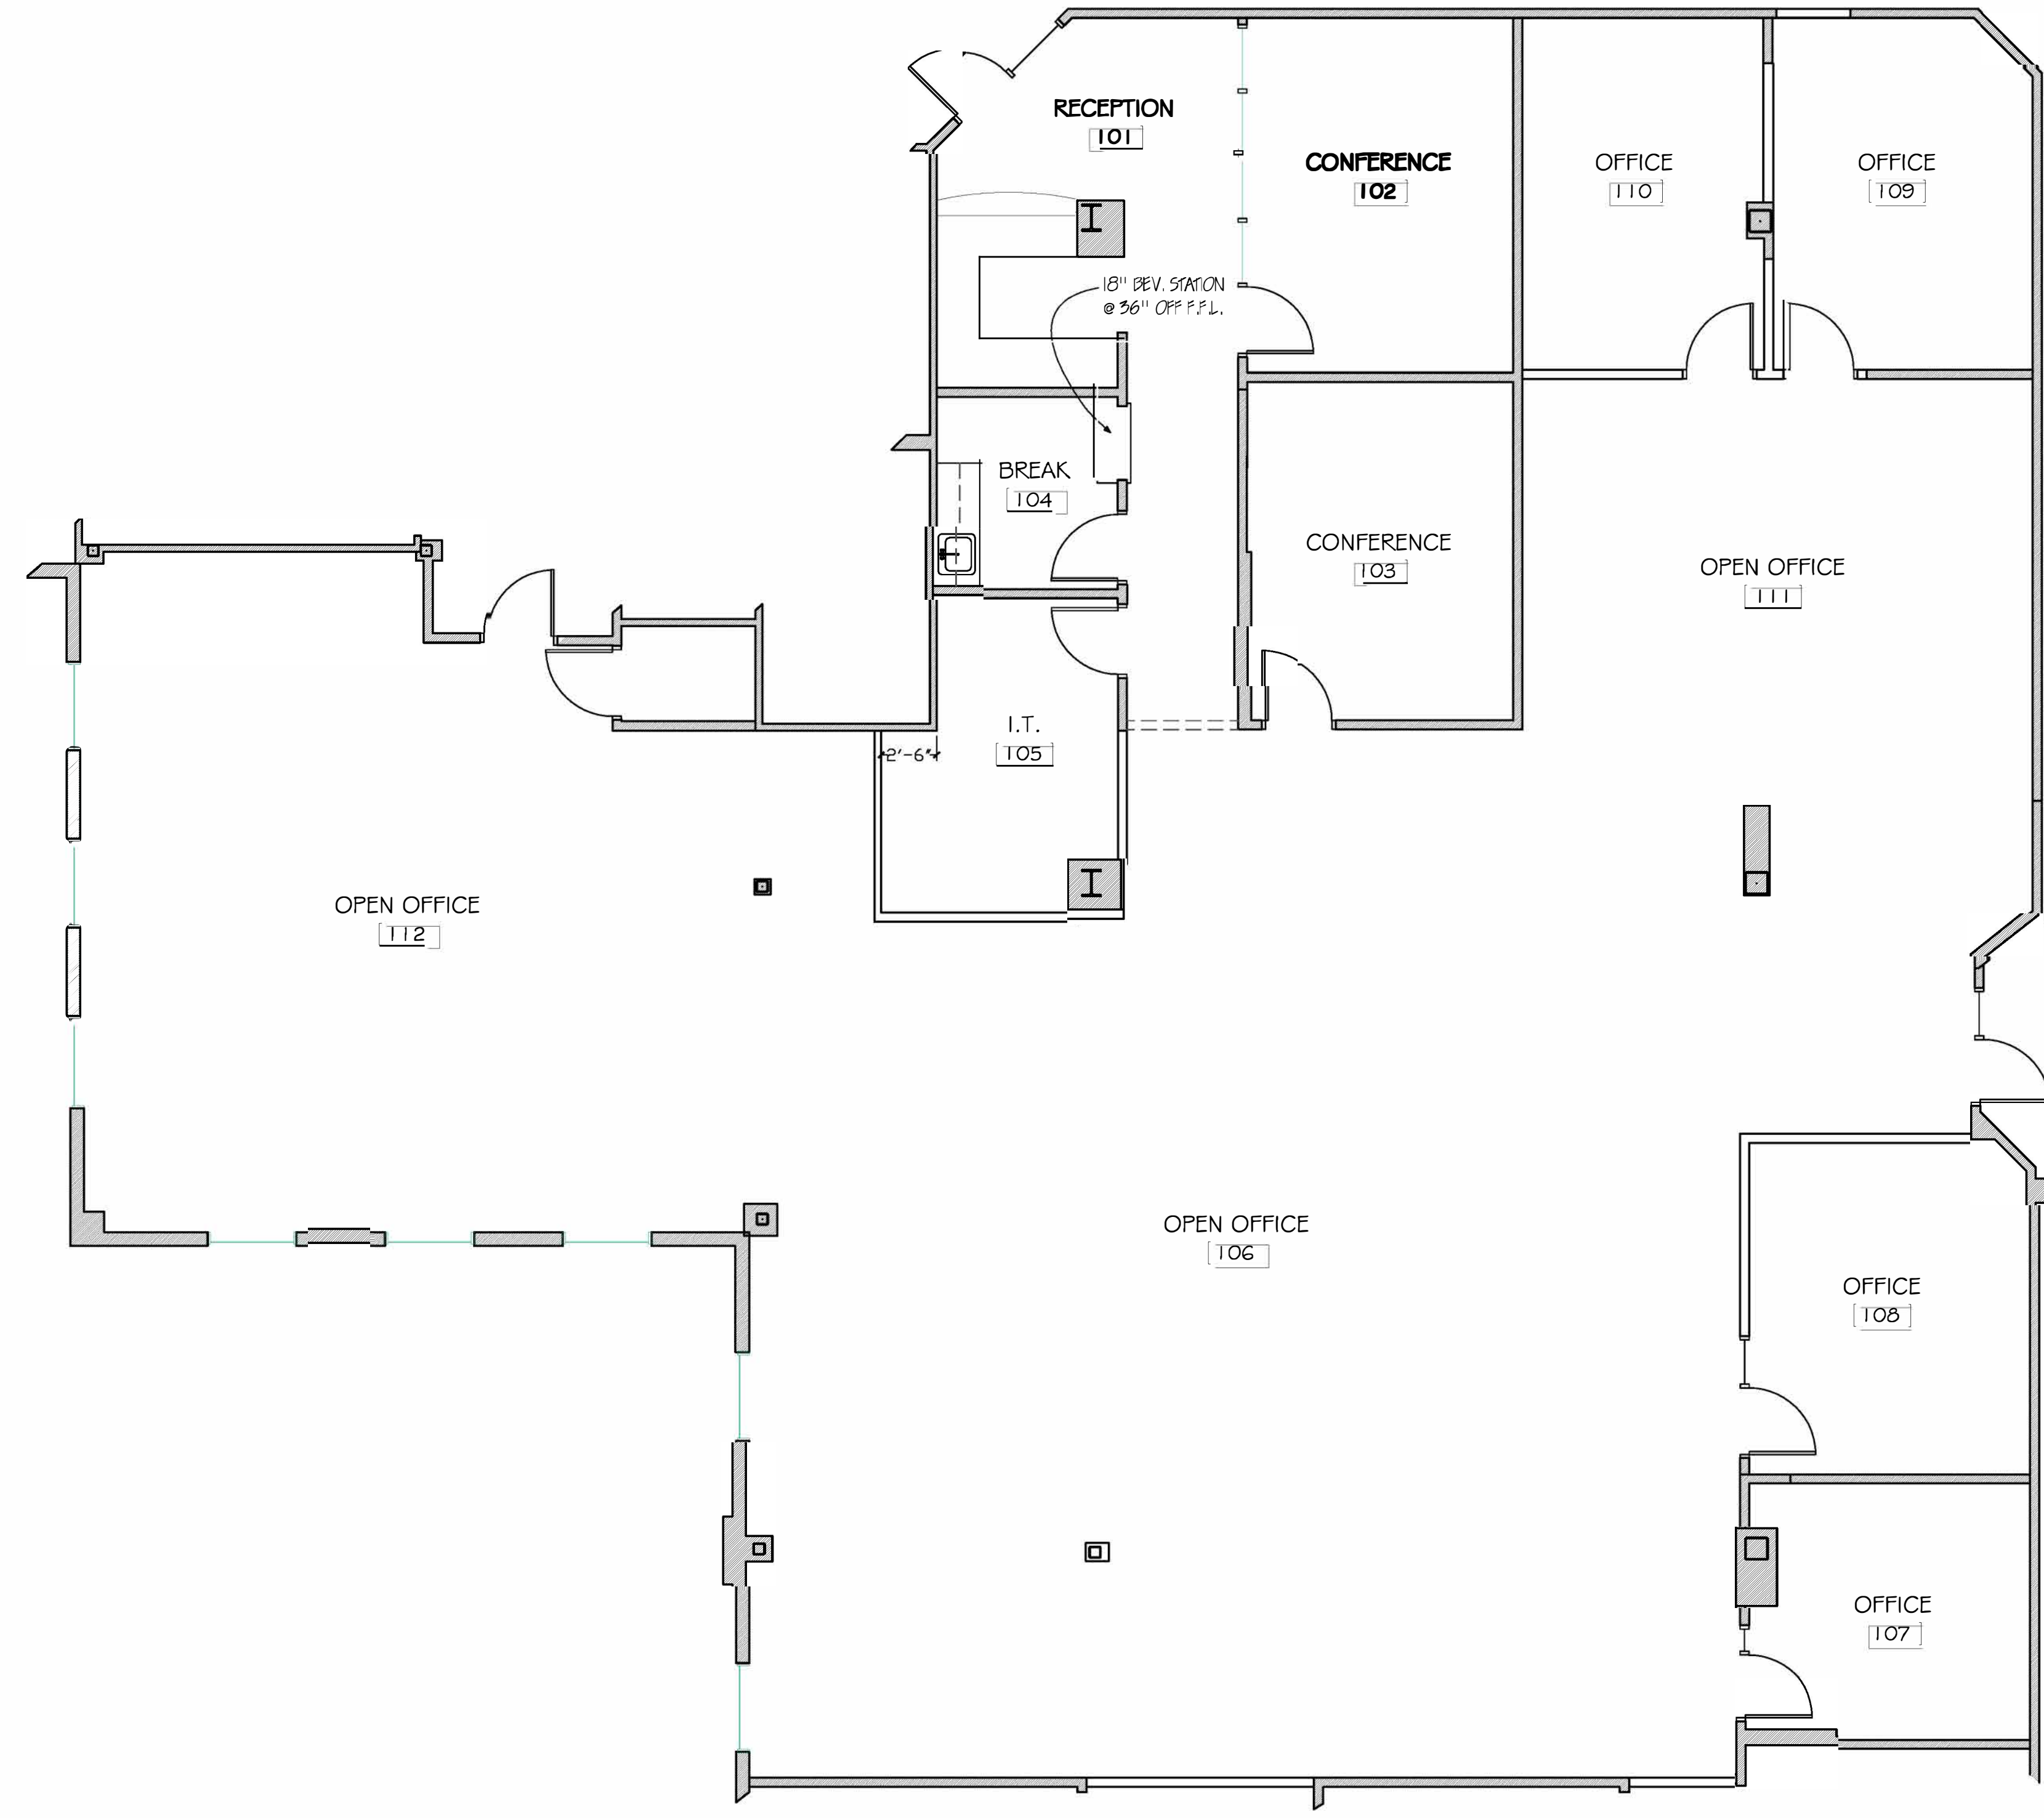 RECEPTION
101
CONFERENCE
102
OFFICE
110
OFFICE
109
18" BEV. STATION
@ 36" OFF F.F.L.
BREAK
104
CONFERENCE
103
OPEN OFFICE
111
I.T.
105
2'-6"
OPEN OFFICE
112
OPEN OFFICE
106
OFFICE
108
OFFICE
107